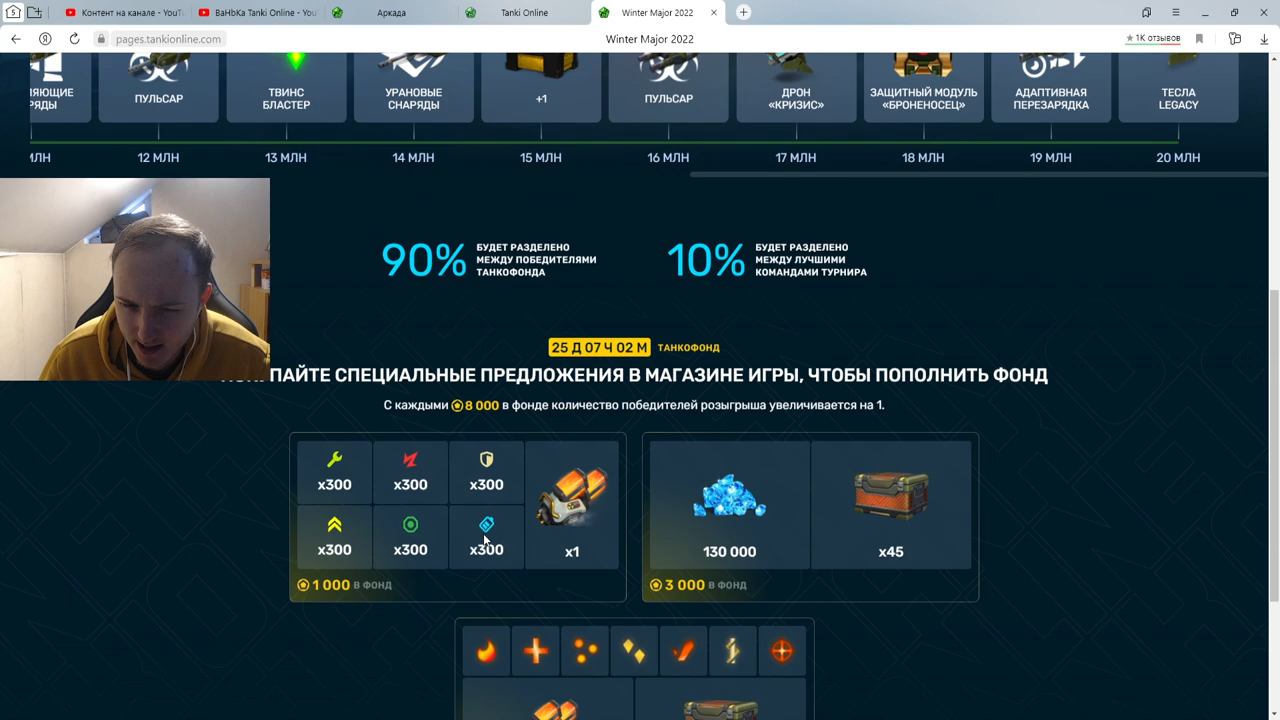 Контент на канале - YouTu
ВаНbКа Tanki Online - You
Аркада
Tanki Online
Winter Major 2022
pages.tankionline.com
Winter Major 2022
1K отзывов
ПУЛЬСАР
ТВИНС
БЛАСТЕР
УРАНОВЫЕ
СНАРЯДЫ
+1
ПУЛЬСАР
ДРОН
«КРИЗИС»
ЗАЩИТНЫЙ МОДУЛЬ
«БРОНЕНОСЕЦ»
АДАПТИВНАЯ
ПЕРЕЗАРЯДКА
ТЕСЛА
LEGACY
12 МЛН
13 МЛН
14 МЛН
15 МЛН
16 МЛН
17 МЛН
18 МЛН
19 МЛН
20 МЛН
90%
БУДЕТ РАЗДЕЛЕНО
МЕЖДУ ПОБЕДИТЕЛЯМИ
ТАНКОФОНДА
10%
БУДЕТ РАЗДЕЛЕНО
МЕЖДУ ЛУЧШИМИ
КОМАНДАМИ ТУРНИРА
25 Д 07 Ч 02 М ТАНКОФОНД
СПЕЦИАЛЬНЫЕ ПРЕДЛОЖЕНИЯ В МАГАЗИНЕ ИГРЫ, ЧТОБЫ ПОПОЛНИТЬ ФОНД
С каждыми 8 000 в фонде количество победителей розыгрыша увеличивается на 1.
x300
x300
x300
x300
x300
x300
x1
1 000 В ФОНД
130 000
x45
3 000 В ФОНД